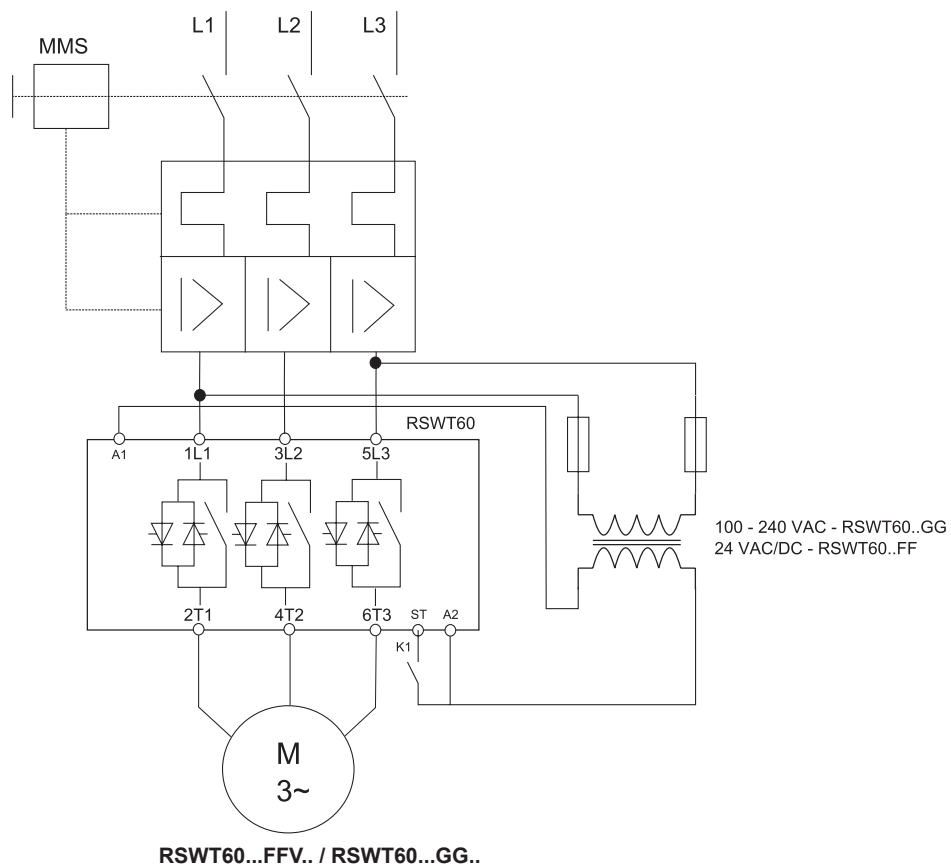 L1 L2 L3
MMS
RSWT60
A1 1L1 3L2 5L3
100 - 240 VAC - RSWT60..GG
24 VAC/DC - RSWT60..FF
2T1 4T2 6T3 ST A2
K1
M
3~
RSWT60...FFV.. / RSWT60...GG..